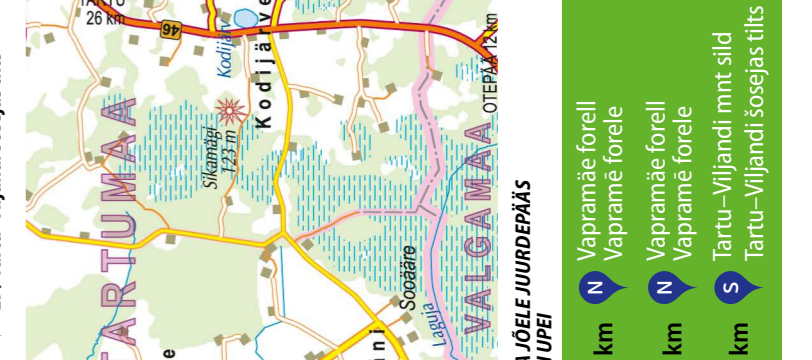 TARTU
26 km
46
Kodijärv
Kodijärve
Sikamägi
123 m
TARTUMAA
Sooääre
Laguja
VALGAMAA
OTEPÄÄ 12 km
JÕELE JUURDEPÄÄS
UPEI
km N Vapramäe forell
Vapramē forele
km N Vapramäe forell
Vapramē forele
km S Tartu–Viljandi mnt sild
Tartu–Viljandi šosejas tilts